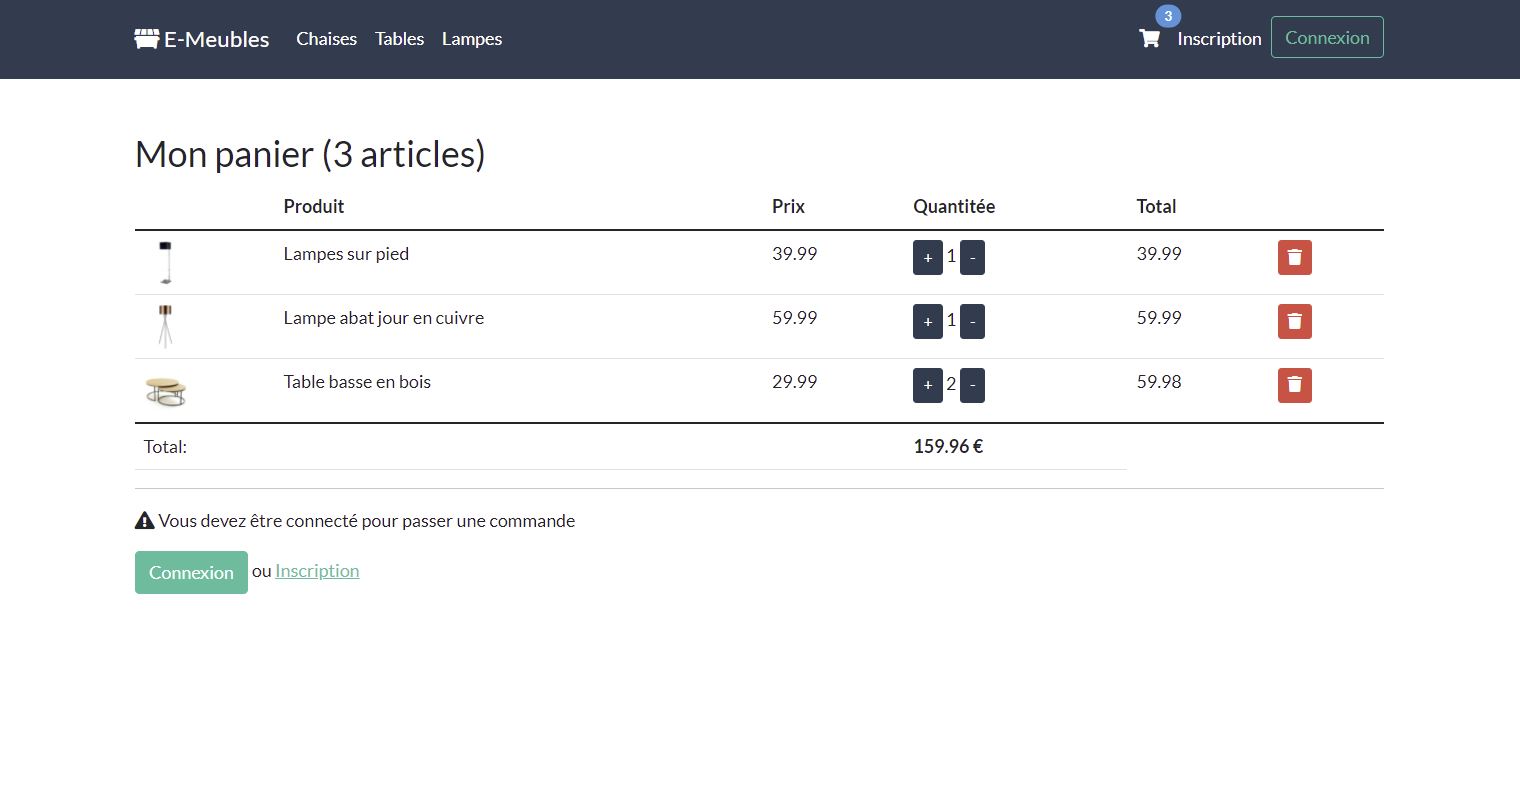 3
E-Meubles Chaises Tables Lampes Inscription Connexion
Mon panier (3 articles)
Produit Prix Quantitée Total
Lampes sur pied 39.99 + 1 - 39.99
Lampe abat jour en cuivre 59.99 + 1 - 59.99
Table basse en bois 29.99 + 2 - 59.98
Total: 159.96 €
Vous devez être connecté pour passer une commande
Connexion ou Inscription